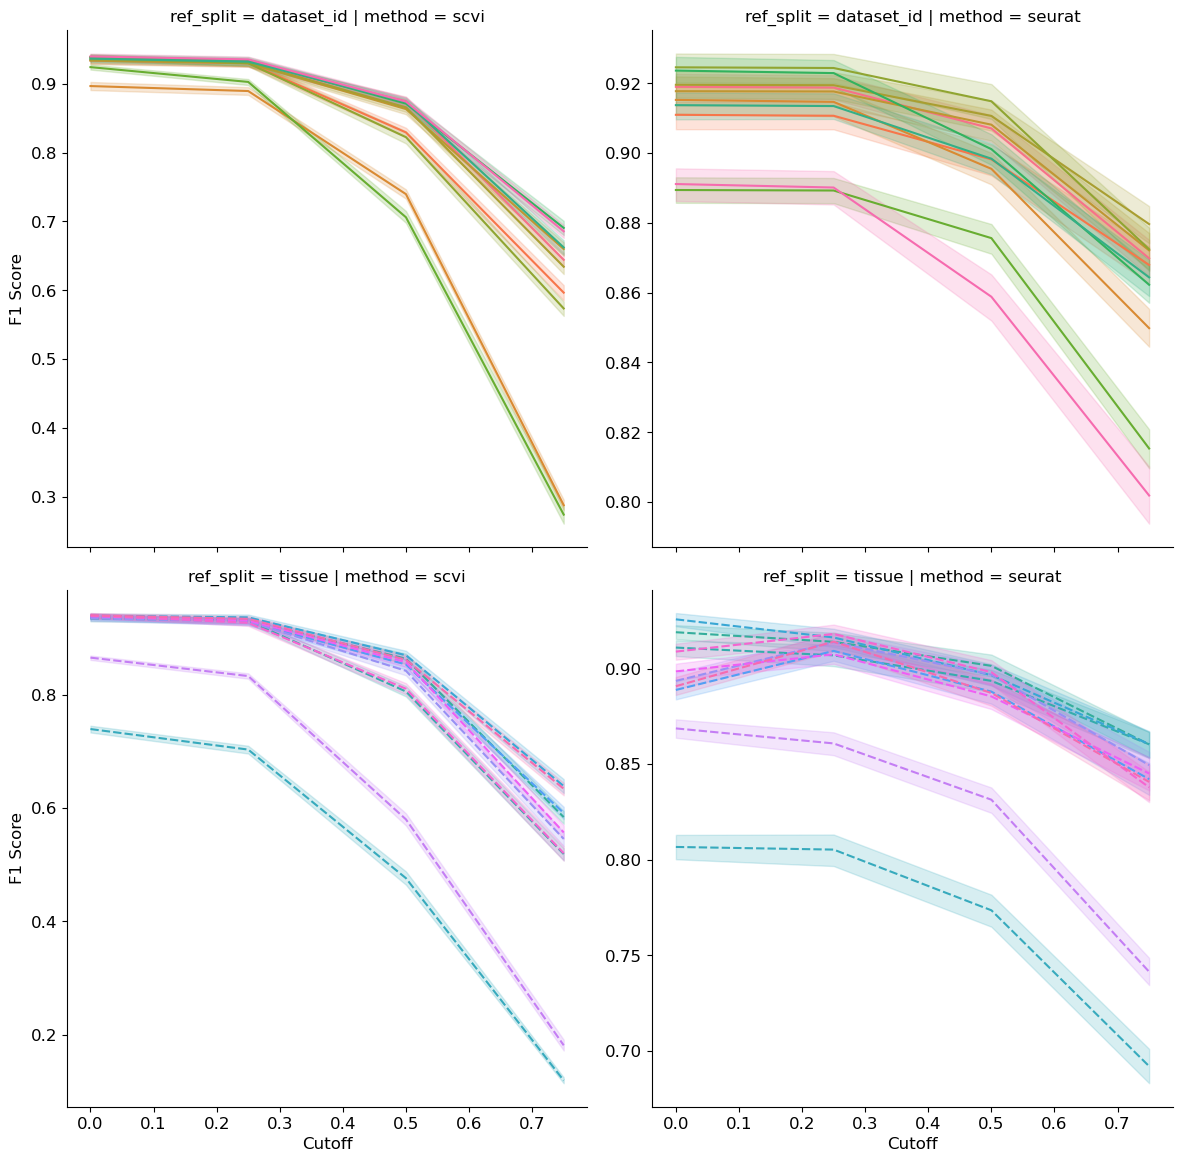 ref_split = dataset_id | method = scvi
ref_split = dataset_id | method = seurat
0.9
0.8
0.7
0.6
0.5
0.4
0.3
F1 Score
0.92
0.90
0.88
0.86
0.84
0.82
0.80
ref_split = tissue | method = scvi
ref_split = tissue | method = seurat
0.8
0.6
0.4
0.2
F1 Score
0.0 0.1 0.2 0.3 0.4 0.5 0.6 0.7
Cutoff
0.90
0.85
0.80
0.75
0.70
0.0 0.1 0.2 0.3 0.4 0.5 0.6 0.7
Cutoff